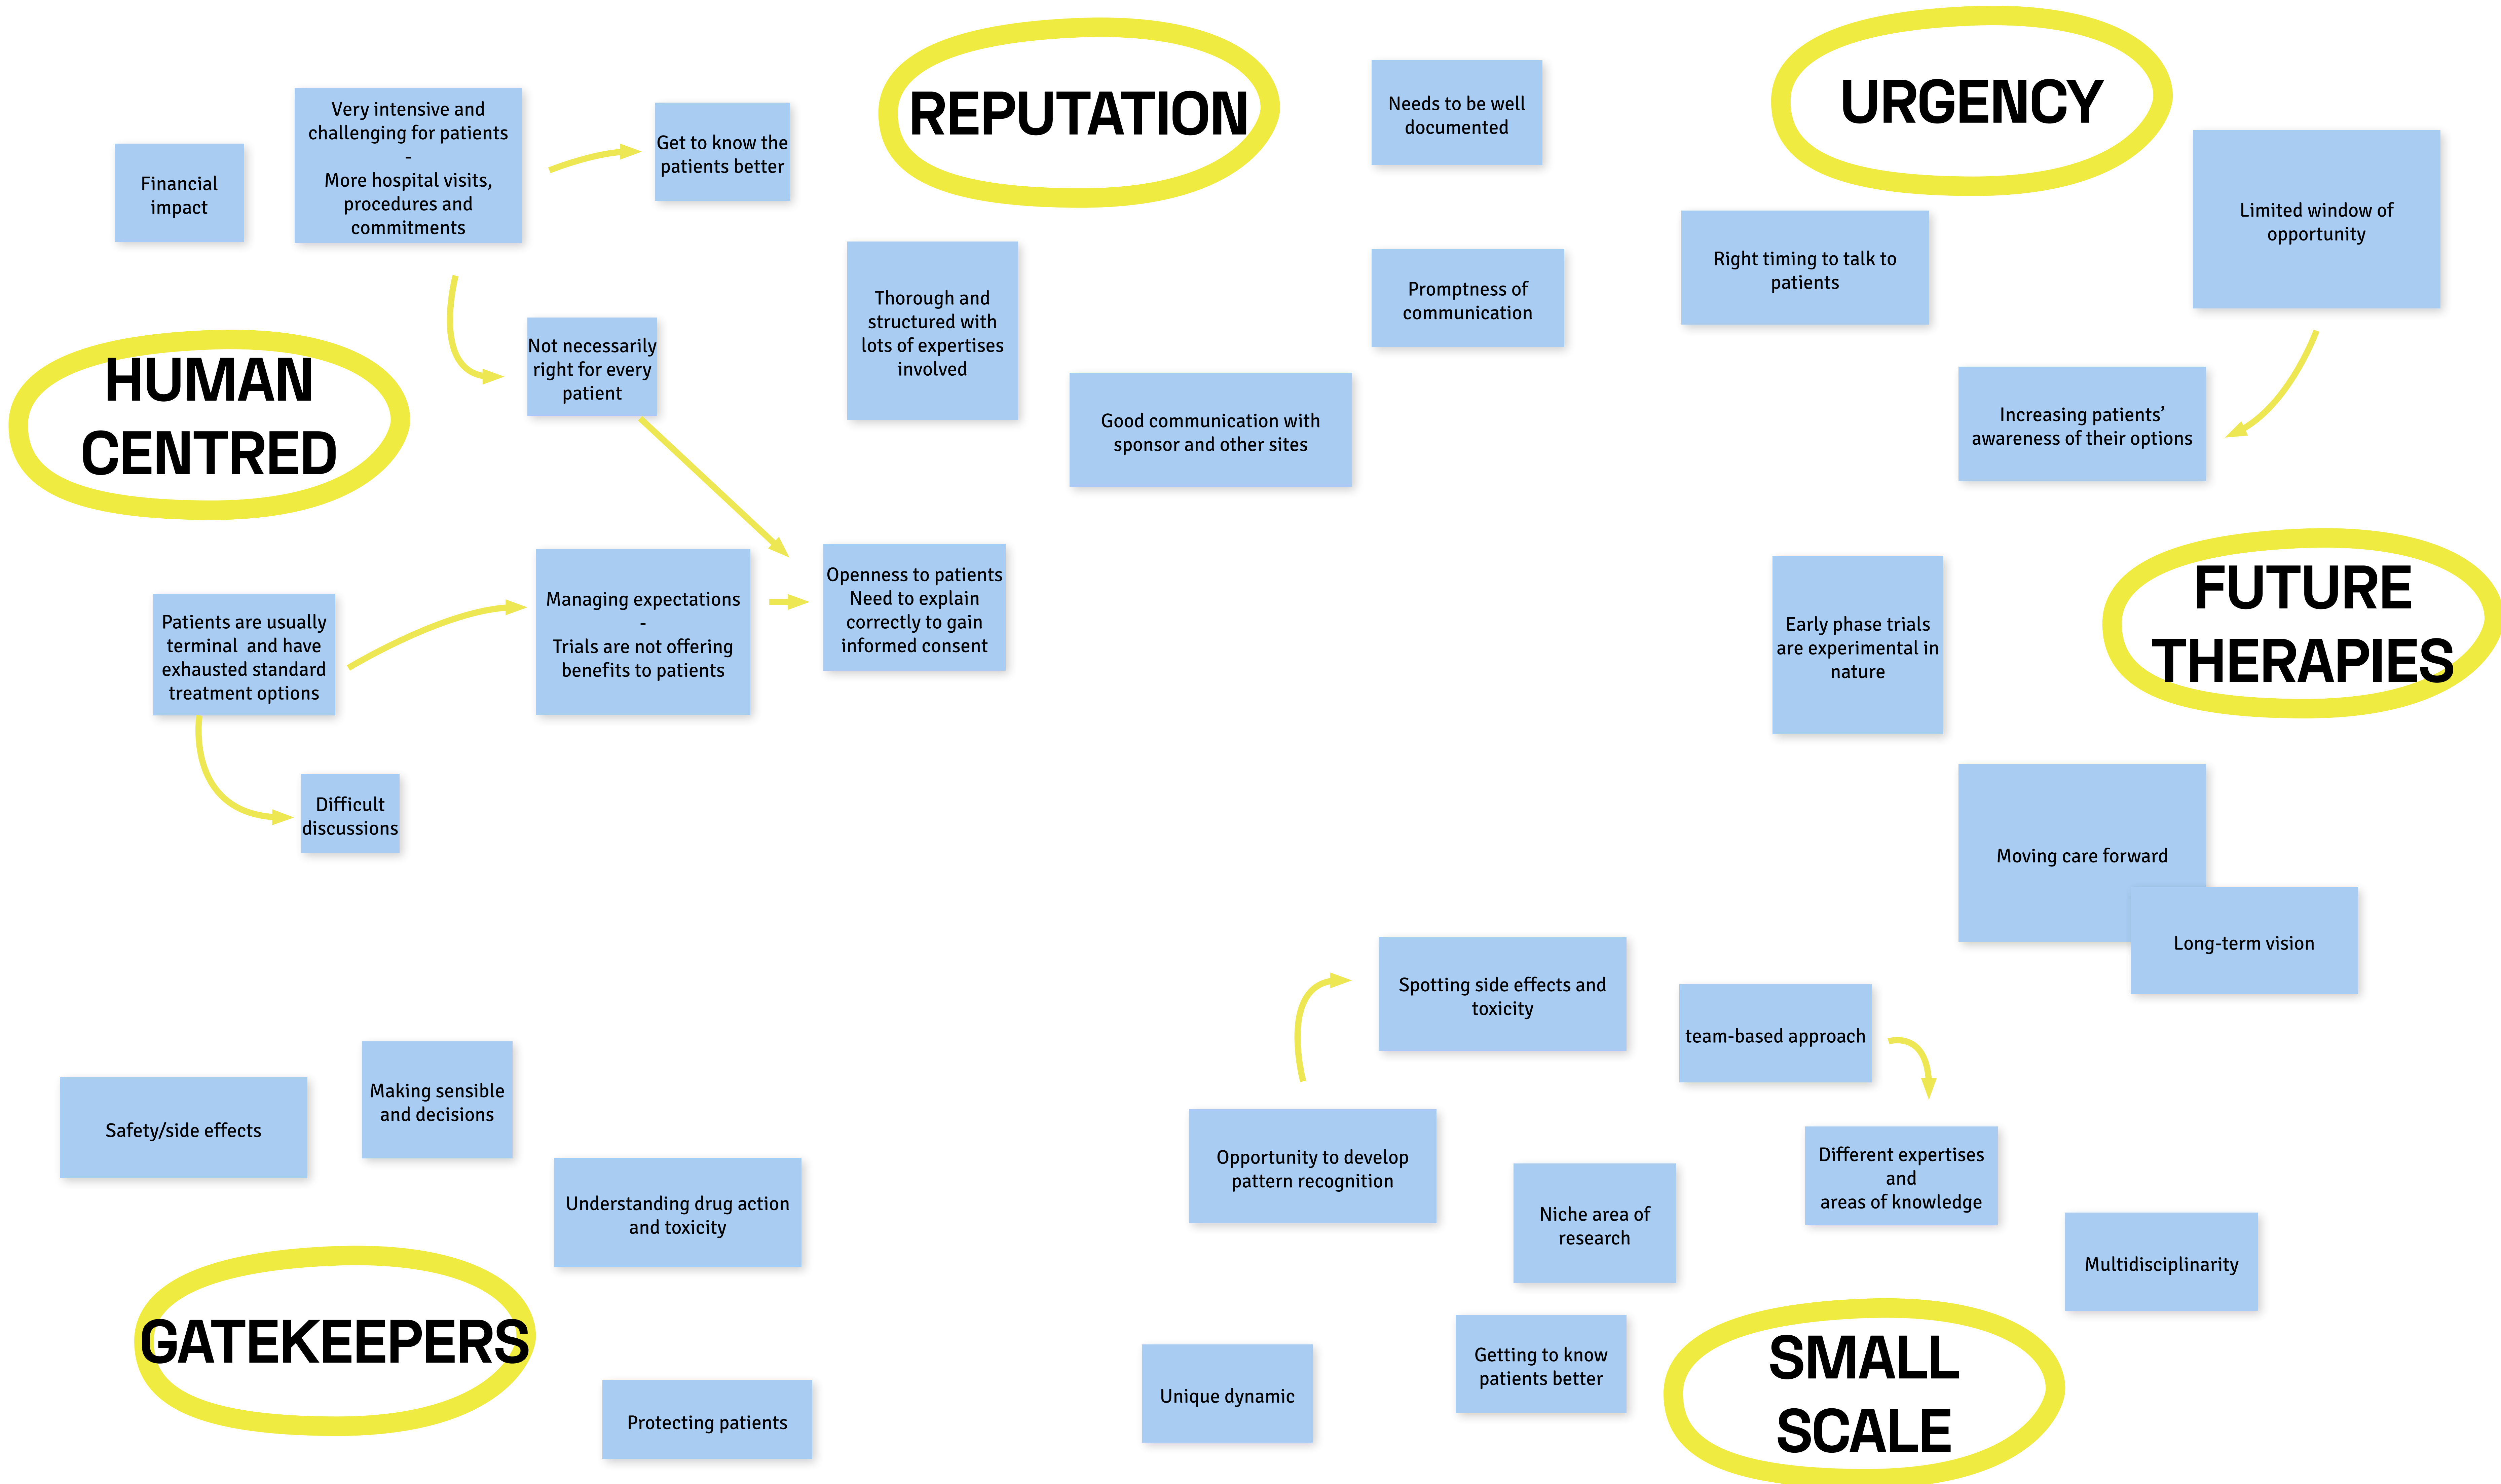 REPUTATION
URGENCY
HUMAN
CENTRED
FUTURE
THERAPIES
GATEKEEPERS
SMALL
SCALE
Financial
impact
Very intensive and
challenging for patients
-
More hospital visits,
procedures and
commitments
Get to know the
patients better
Not necessarily
right for every
patient
Patients are usually
terminal and have
exhausted standard
treatment options
Managing expectations
-
Trials are not offering
benefits to patients
Openness to patients
Need to explain
correctly to gain
informed consent
Difficult
discussions
Thorough and
structured with
lots of expertises
involved
Needs to be well
documented
Promptness of
communication
Good communication with
sponsor and other sites
Right timing to talk to
patients
Limited window of
opportunity
Increasing patients’
awareness of their options
Early phase trials
are experimental in
nature
Moving care forward
Long-term vision
Safety/side effects
Making sensible
and decisions
Understanding drug action
and toxicity
Protecting patients
Spotting side effects and
toxicity
team-based approach
Opportunity to develop
pattern recognition
Niche area of
research
Different expertises
and
areas of knowledge
Multidisciplinarity
Unique dynamic
Getting to know
patients better